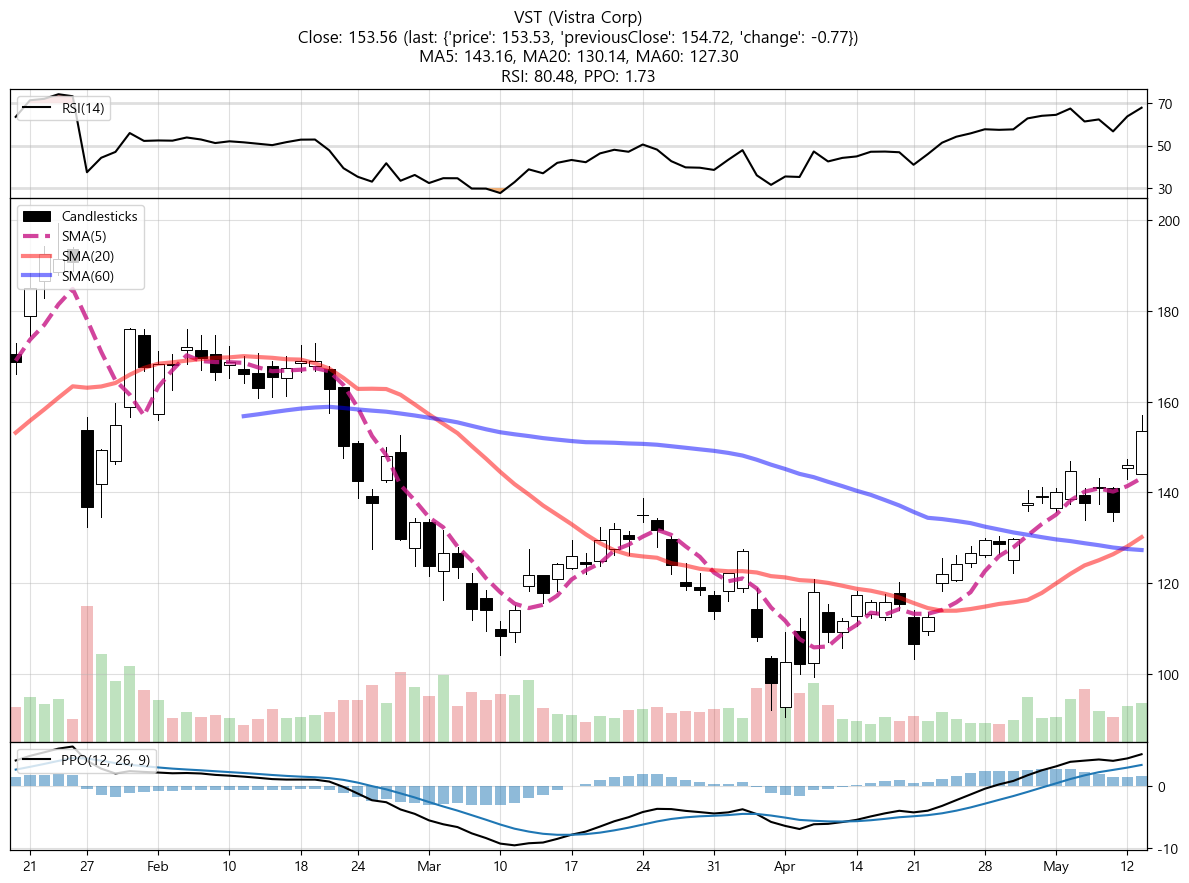 VST (Vistra Corp)
Close: 153.56 (last: {'price': 153.53, 'previousClose': 154.72, 'change': -0.77})
MA5: 143.16, MA20: 130.14, MA60: 127.30
RSI: 80.48, PPO: 1.73
RSI(14)
70
50
30
Candlesticks
SMA(5)
SMA(20)
SMA(60)
200
180
160
140
120
100
PPO(12, 26, 9)
0
-10
21 27 Feb 10 18 24 Mar 10 17 24 31 Apr 14 21 28 May 12